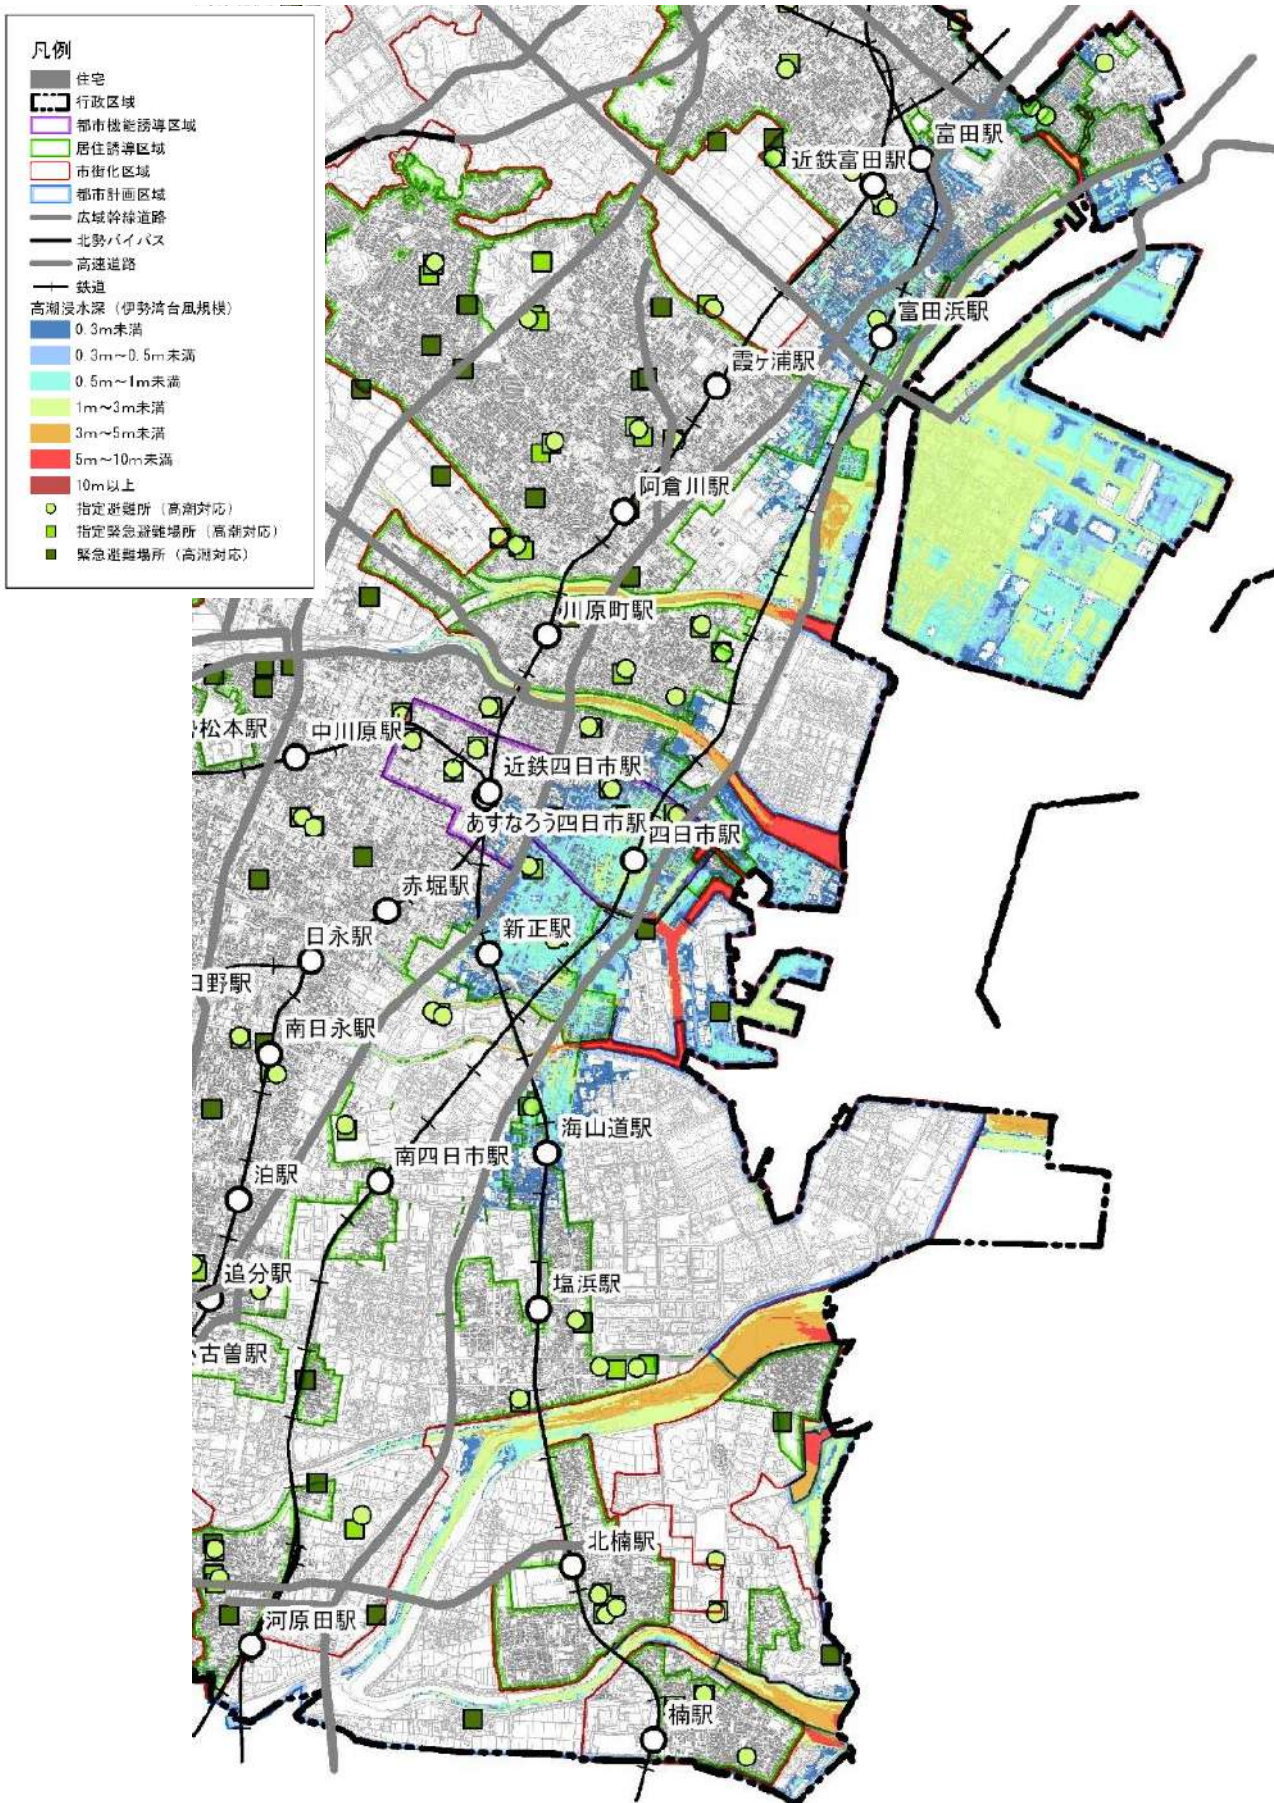 凡例
住宅
行政区域
都市機能誘導区域
居住誘導区域
市街化区域
都市計画区域
広域幹線道路
北勢バイパス
高速道路
鉄道
高潮浸水深（伊勢湾台風規模）
0.3m未満
0.3m～0.5m未満
0.5m～1m未満
1m～3m未満
3m～5m未満
5m～10m未満
10m以上
指定避難所（高潮対応）
指定緊急避難場所（高潮対応）
緊急避難場所（高潮対応）
富田駅
近鉄富田駅
富田浜駅
霞ヶ浦駅
阿倉川駅
川原町駅
松本駅
中川原駅
近鉄四日市駅
あすなろう四日市駅
四日市駅
赤堀駅
新正駅
日永駅
日野駅
南日永駅
海山道駅
南四日市駅
泊駅
追分駅
塩浜駅
古曽駅
北楠駅
河原田駅
楠駅